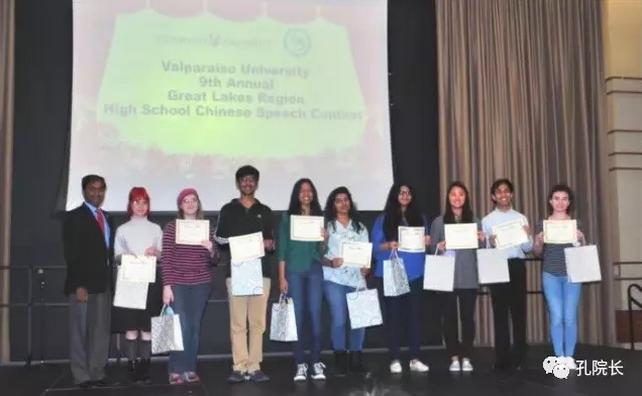 Valparaiso University
9th Annual
Great Lakes Region
High School Chinese Speech Contest
孔院长